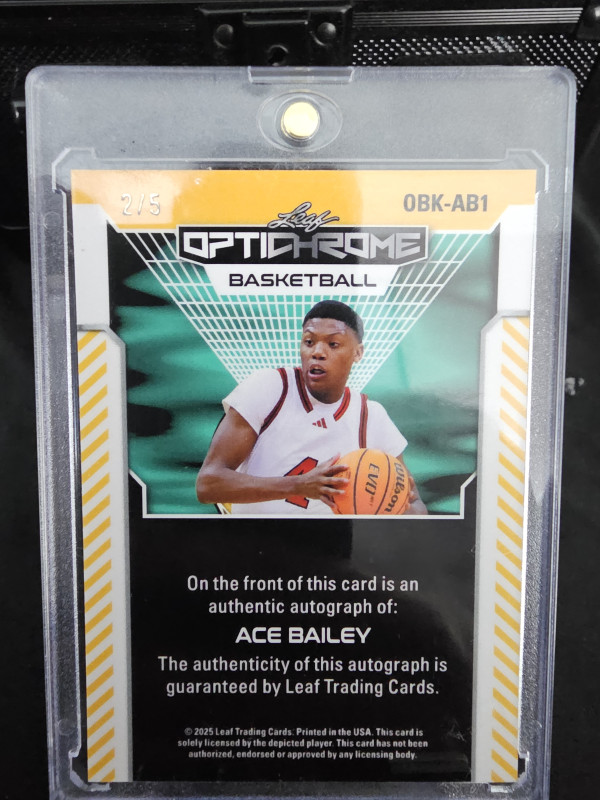 2/5
OBK-AB1
Leaf
OPTICHROME
BASKETBALL
4
EVO
Wilson
On the front of this card is an
authentic autograph of:
ACE BAILEY
The authenticity of this autograph is
guaranteed by Leaf Trading Cards.
© 2025 Leaf Trading Cards. Printed in the USA. This card is
solely licensed by the depicted player. This card has not been
authorized, endorsed or approved by any licensing body.